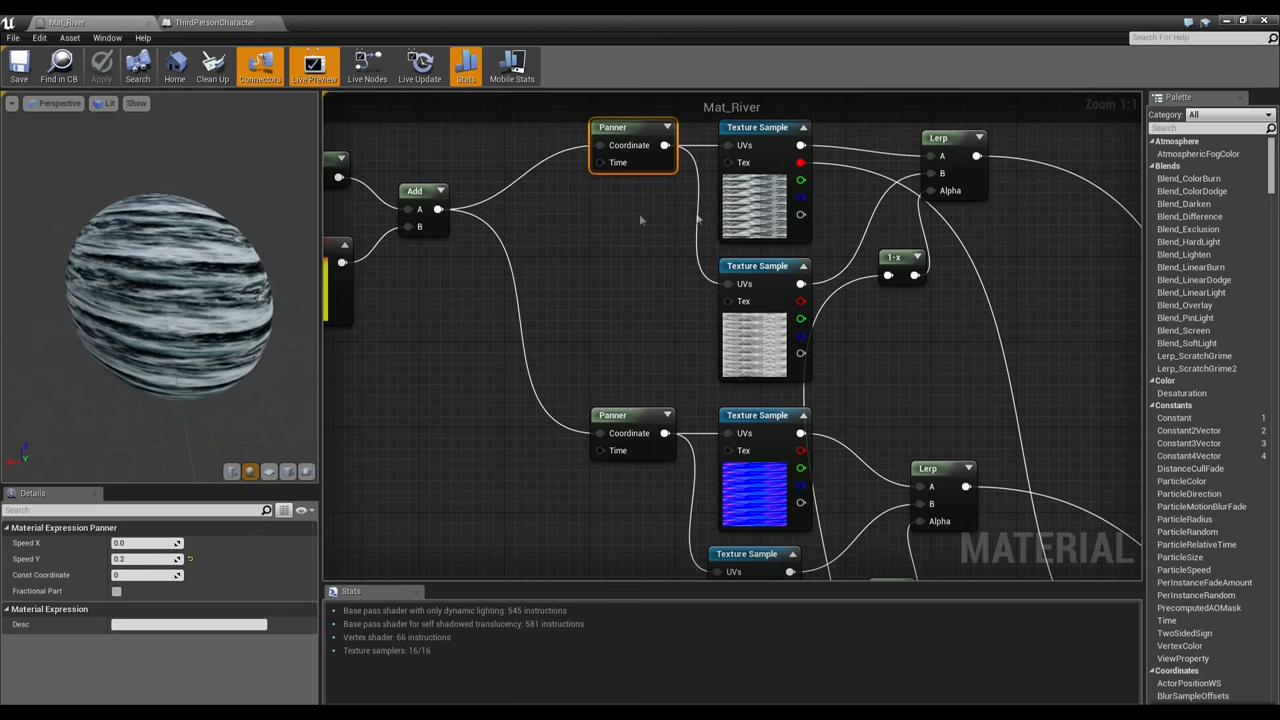 Mat_River
ThirdPersonCharacter
File Edit Asset Window Help
Search For Help
Save Find in CB Apply Search Home Clean Up Connectors Live Preview Live Nodes Live Update Stats Mobile Stats
Perspective Lit Show
Mat_River
Zoom 1:1
Palette
Category: All
Search
Atmosphere
AtmosphericFogColor
Blends
Blend_ColorBurn
Blend_ColorDodge
Blend_Darken
Blend_Difference
Blend_Exclusion
Blend_HardLight
Blend_Lighten
Blend_LinearBurn
Blend_LinearDodge
Blend_LinearLight
Blend_Overlay
Blend_PinLight
Blend_Screen
Blend_SoftLight
Lerp_ScratchGrime
Lerp_ScratchGrime2
Color
Desaturation
Constants
Constant 1
Constant2Vector 2
Constant3Vector 3
Constant4Vector 4
DistanceCullFade
ParticleColor
ParticleDirection
ParticleMotionBlurFade
ParticleRadius
ParticleRandom
ParticleRelativeTime
ParticleSize
ParticleSpeed
PerInstanceFadeAmount
PerInstanceRandom
PrecomputedAOMask
Time
TwoSidedSign
VertexColor
ViewProperty
Coordinates
ActorPositionWS
BlurSampleOffsets
Add
A
B
Panner
Coordinate
Time
Texture Sample
UVs
Tex
Lerp
A
B
Alpha
1-x
Texture Sample
UVs
Tex
Panner
Coordinate
Time
Texture Sample
UVs
Tex
Lerp
A
B
Alpha
Texture Sample
UVs
MATERIAL
Z
Y
Details
Search
Material Expression Panner
Speed X 0.0
Speed Y 0.2
Const Coordinate 0
Fractional Part
Material Expression
Desc
Stats
Base pass shader with only dynamic lighting: 545 instructions
Base pass shader for self shadowed translucency: 581 instructions
Vertex shader: 66 instructions
Texture samplers: 16/16